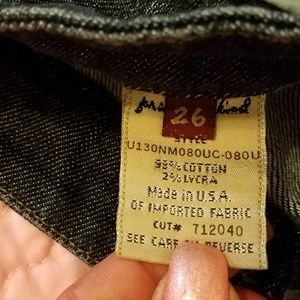 for
26
STYLE
U130NM080UC-080U
98% COTTON
2% LYCRA
Made in U.S.A.
OF IMPORTED FABRIC
CUT# 712040
SEE CARE ON REVERSE